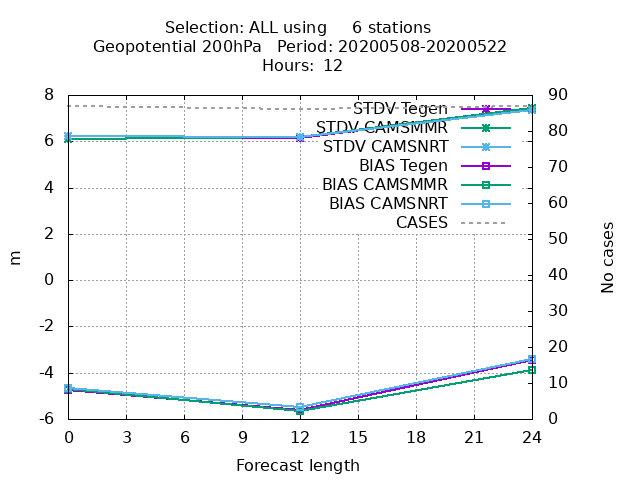 Selection: ALL using     6 stations
Geopotential 200hPa   Period: 20200508-20200522
Hours: 12
8
6
4
2
0
-2
-4
-6
m
STDV Tegen
STDV CAMSMMR
STDV CAMSNRT
BIAS Tegen
BIAS CAMSMMR
BIAS CAMSNRT
CASES
90
80
70
60
50
40
30
20
10
0
No cases
0 3 6 9 12 15 18 21 24
Forecast length